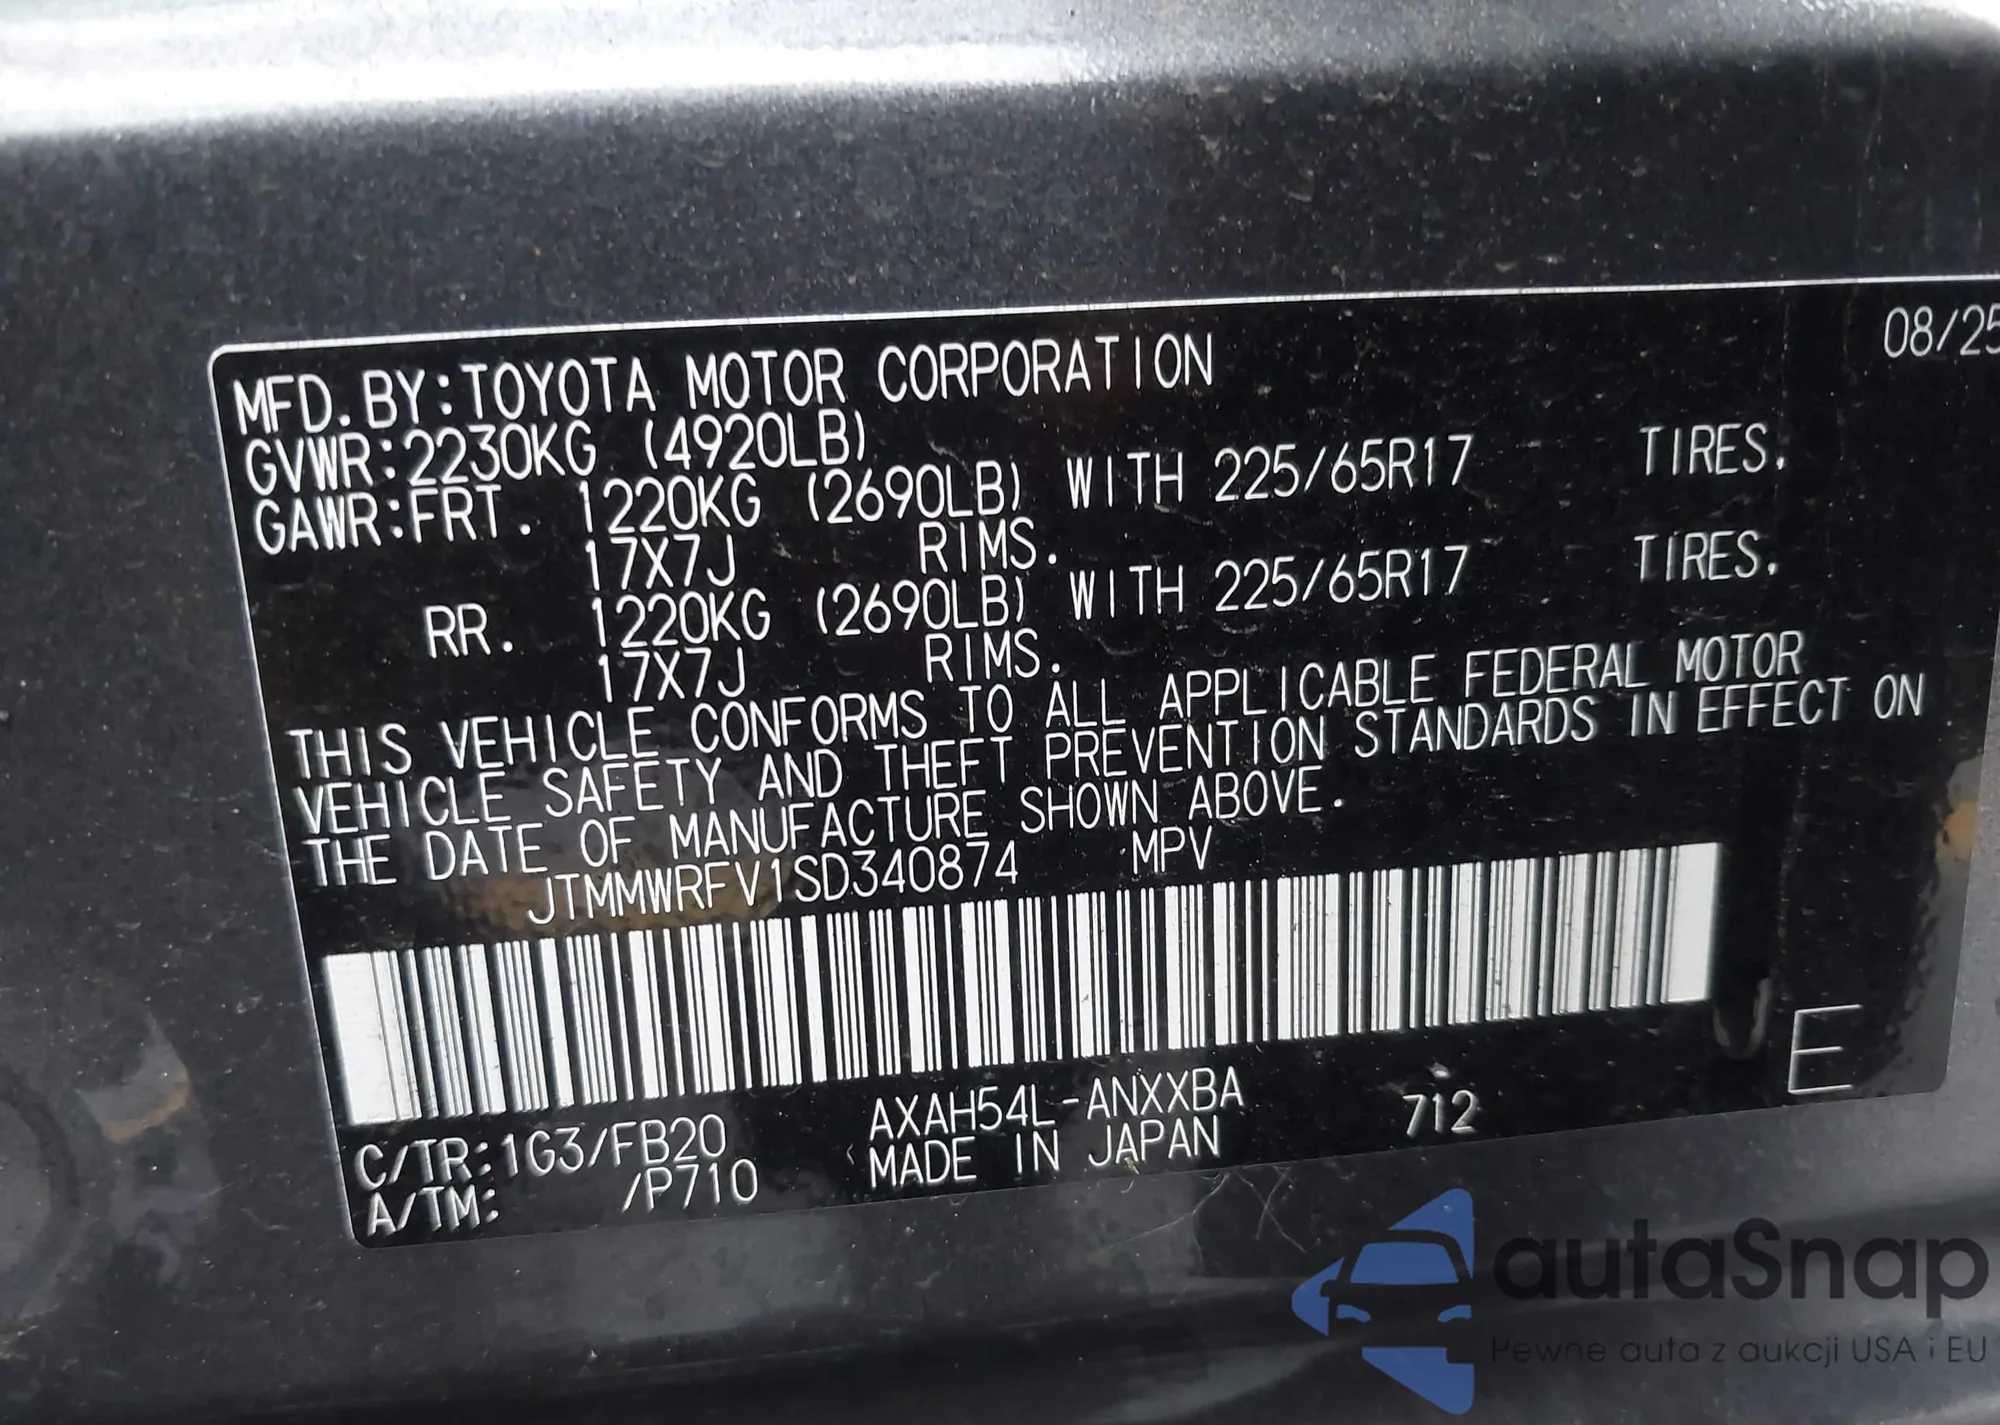 08/25
MFD.BY:TOYOTA MOTOR CORPORATION
GVWR:2230KG (4920LB)
GAWR:FRT. 1220KG (2690LB) WITH 225/65R17 TIRES.
17X7J RIMS.
RR. 1220KG (2690LB) WITH 225/65R17 TIRES.
17X7J RIMS.
THIS VEHICLE CONFORMS TO ALL APPLICABLE FEDERAL MOTOR
VEHICLE SAFETY AND THEFT PREVENTION STANDARDS IN EFFECT ON
THE DATE OF MANUFACTURE SHOWN ABOVE.
JTMMWRFV1SD340874 MPV
C/TR:1G3/FB20 AXAH54L-ANXXBA 712 E
A/TM: /P710 MADE IN JAPAN
autaSnap
Pewne auta z aukcji USA i EU